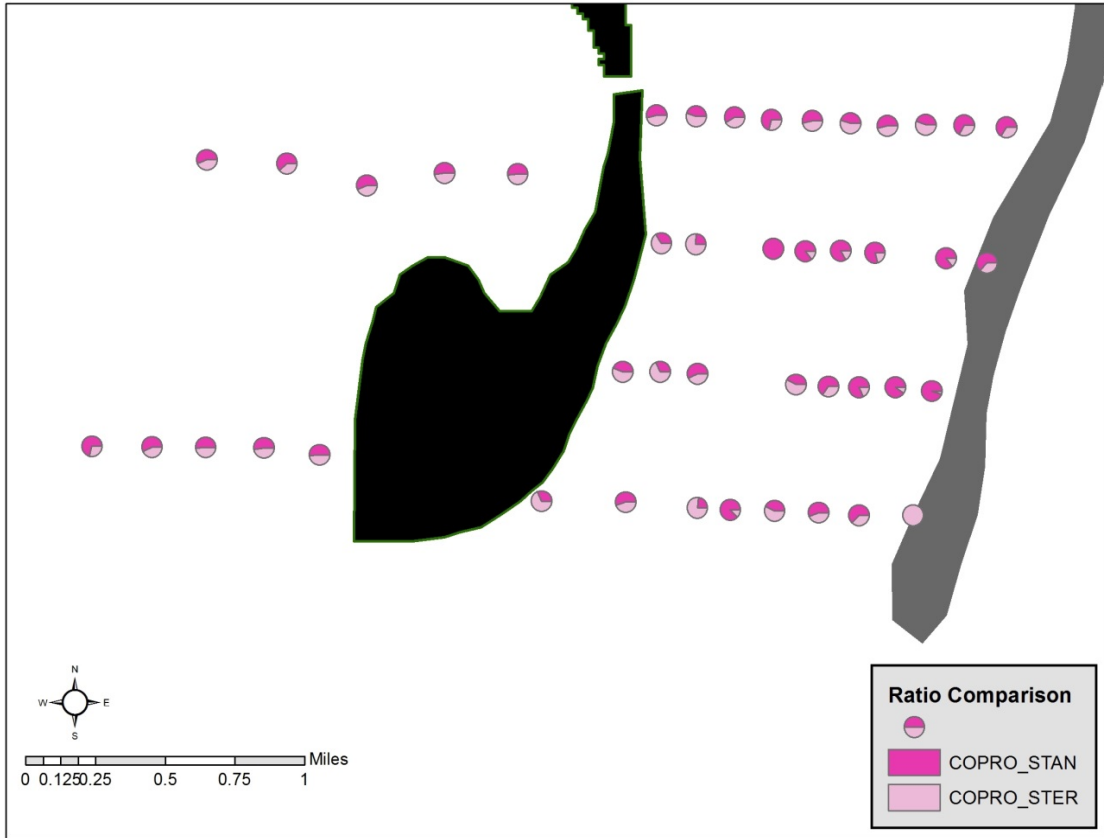 N
W E
S
Miles
0 0.125 0.25 0.5 0.75 1
Ratio Comparison
COPRO_STAN
COPRO_STER